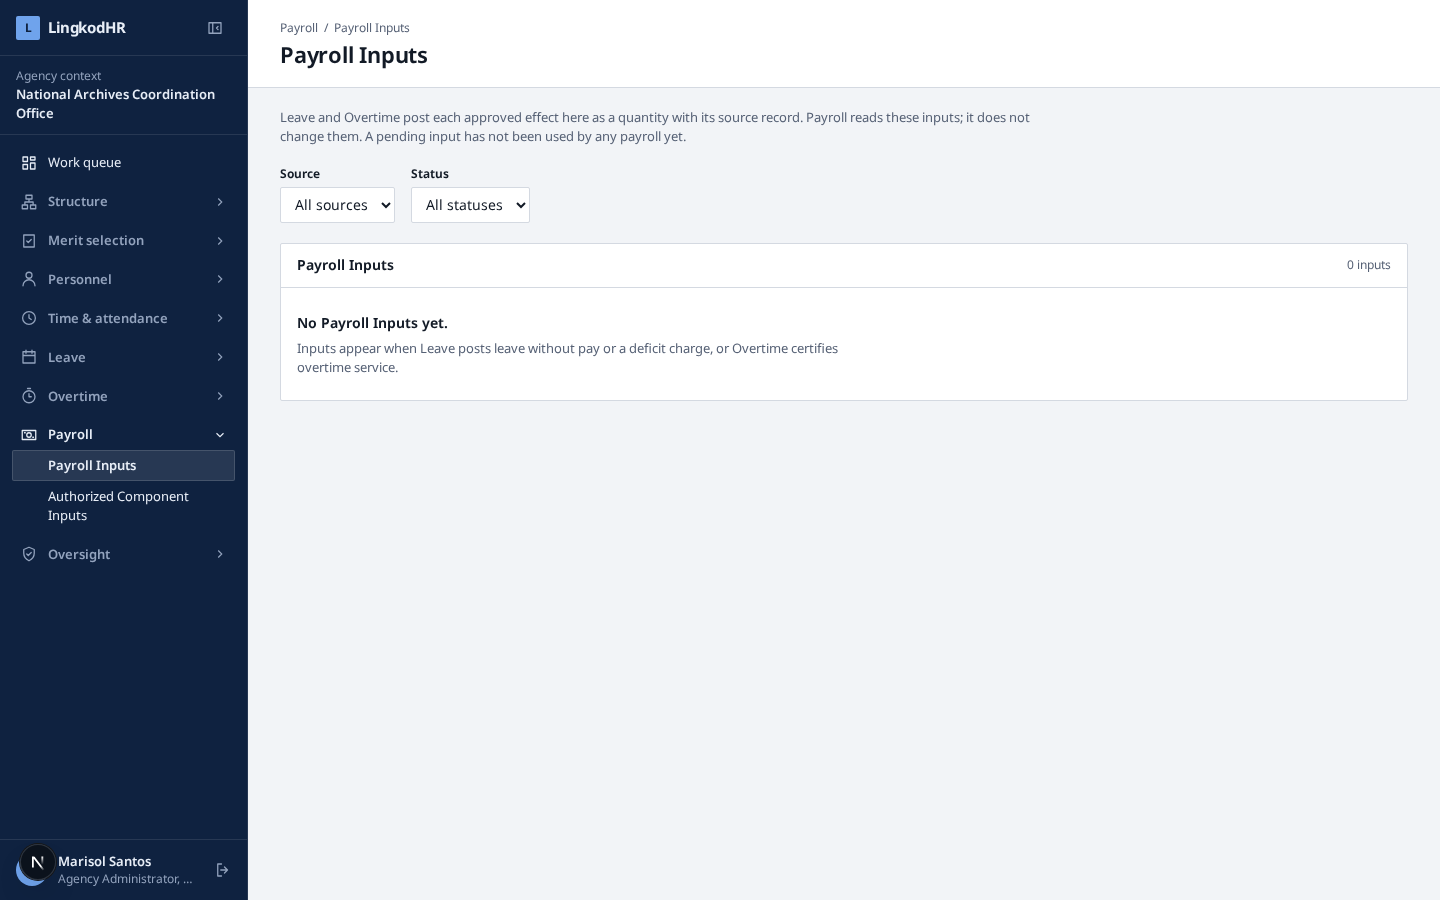 L
LingkodHR
Agency context
National Archives Coordination
Office
Work queue
Structure
Merit selection
Personnel
Time & attendance
Leave
Overtime
Payroll
Payroll Inputs
Authorized Component
Inputs
Oversight
N
Marisol Santos
Agency Administrator, ...
Payroll / Payroll Inputs
Payroll Inputs
Leave and Overtime post each approved effect here as a quantity with its source record. Payroll reads these inputs; it does not
change them. A pending input has not been used by any payroll yet.
Source
Status
All sources
All statuses
Payroll Inputs
0 inputs
No Payroll Inputs yet.
Inputs appear when Leave posts leave without pay or a deficit charge, or Overtime certifies
overtime service.